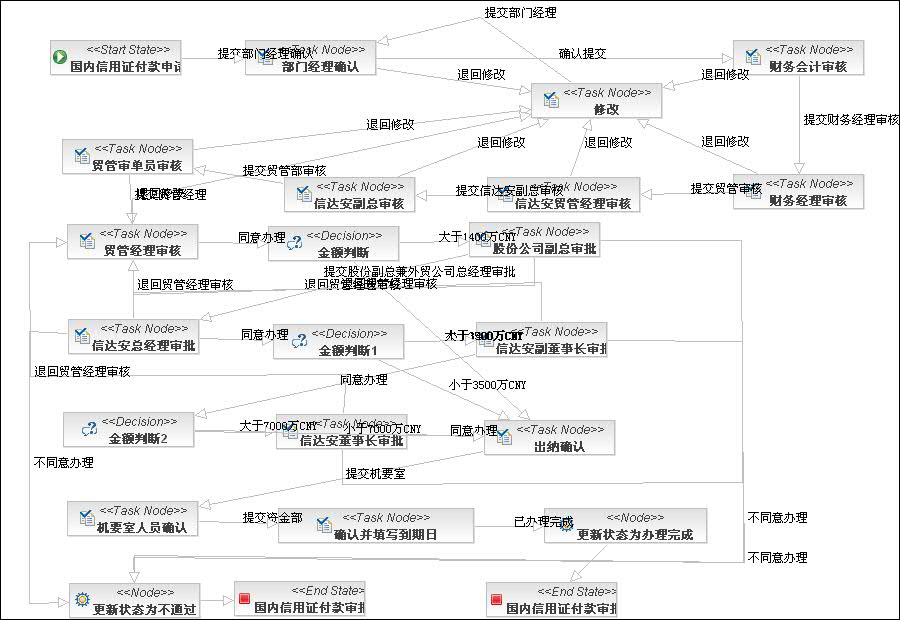 提交部门经理
<<Start State>>
国内信用证付款申请
提交部门经理确认
<<Task Node>>
部门经理确认
确认提交
<<Task Node>>
财务会计审核
退回修改
退回修改
<<Task Node>>
修改
提交财务经理审核
退回修改
退回修改
退回修改
退回修改
<<Task Node>>
贸管审单员审核
提交贸管部审核
<<Task Node>>
信达安副总审核
提交信达安副总审核
<<Task Node>>
信达安贸管经理审核
提交贸管审核
<<Task Node>>
财务经理审核
提交贸管经理
<<Task Node>>
贸管经理审核
同意办理
<<Decision>>
金额判断
大于1400万CNY
<<Task Node>>
股份公司副总审批
提交股份副总兼外贸公司总经理审批
退回贸管经理审核
退回贸管经理审核
<<Task Node>>
信达安总经理审批
同意办理
<<Decision>>
金额判断1
<<Task Node>>
信达安副董事长审批
退回贸管经理审核
同意办理
小于3500万CNY
<<Decision>>
金额判断2
大于7000万CNY
<<Task Node>>
信达安董事长审批
小于7000万CNY
同意办理
<<Task Node>>
出纳确认
不同意办理
提交机要室
<<Task Node>>
机要室人员确认
提交资金部
<<Task Node>>
确认并填写到期日
已办理完成
<<Node>>
更新状态为办理完成
不同意办理
不同意办理
<<Node>>
更新状态为不通过
<<End State>>
国内信用证付款审批
<<End State>>
国内信用证付款审批